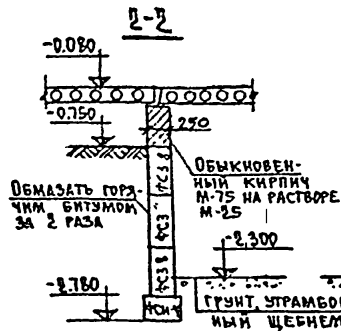 2-2
-0.080
-0.750
250
ОБЫКНОВЕН-
НЫЙ КИРПИЧ
М-75 НА РАСТВОРЕ
М-25
ОБМАЗАТЬ ГОРЯ-
ЧИМ БИТУМОМ
ЗА 2 РАЗА
-2,300
-2.780
ГРУНТ, УТРАМБО
НЫЙ ЩЕБНЕМ